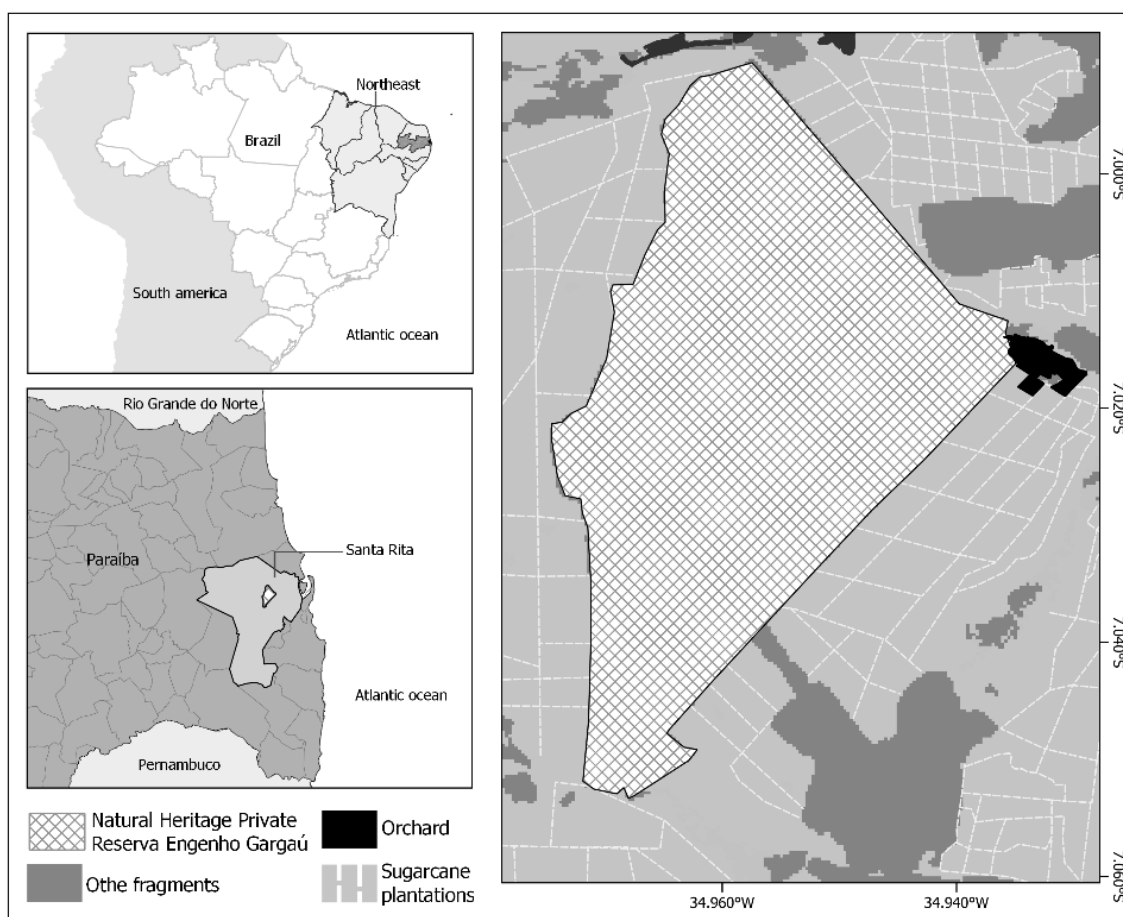 Northeast
Brazil
South america
Atlantic ocean
Rio Grande do Norte
Santa Rita
Paraíba
Atlantic ocean
Pernambuco
Natural Heritage Private
Reserva Engenho Gargaú
Orchard
Othe fragments
Sugarcane
plantations
7.000°S
7.020°S
7.040°S
7.060°S
34.960°W
34.940°W